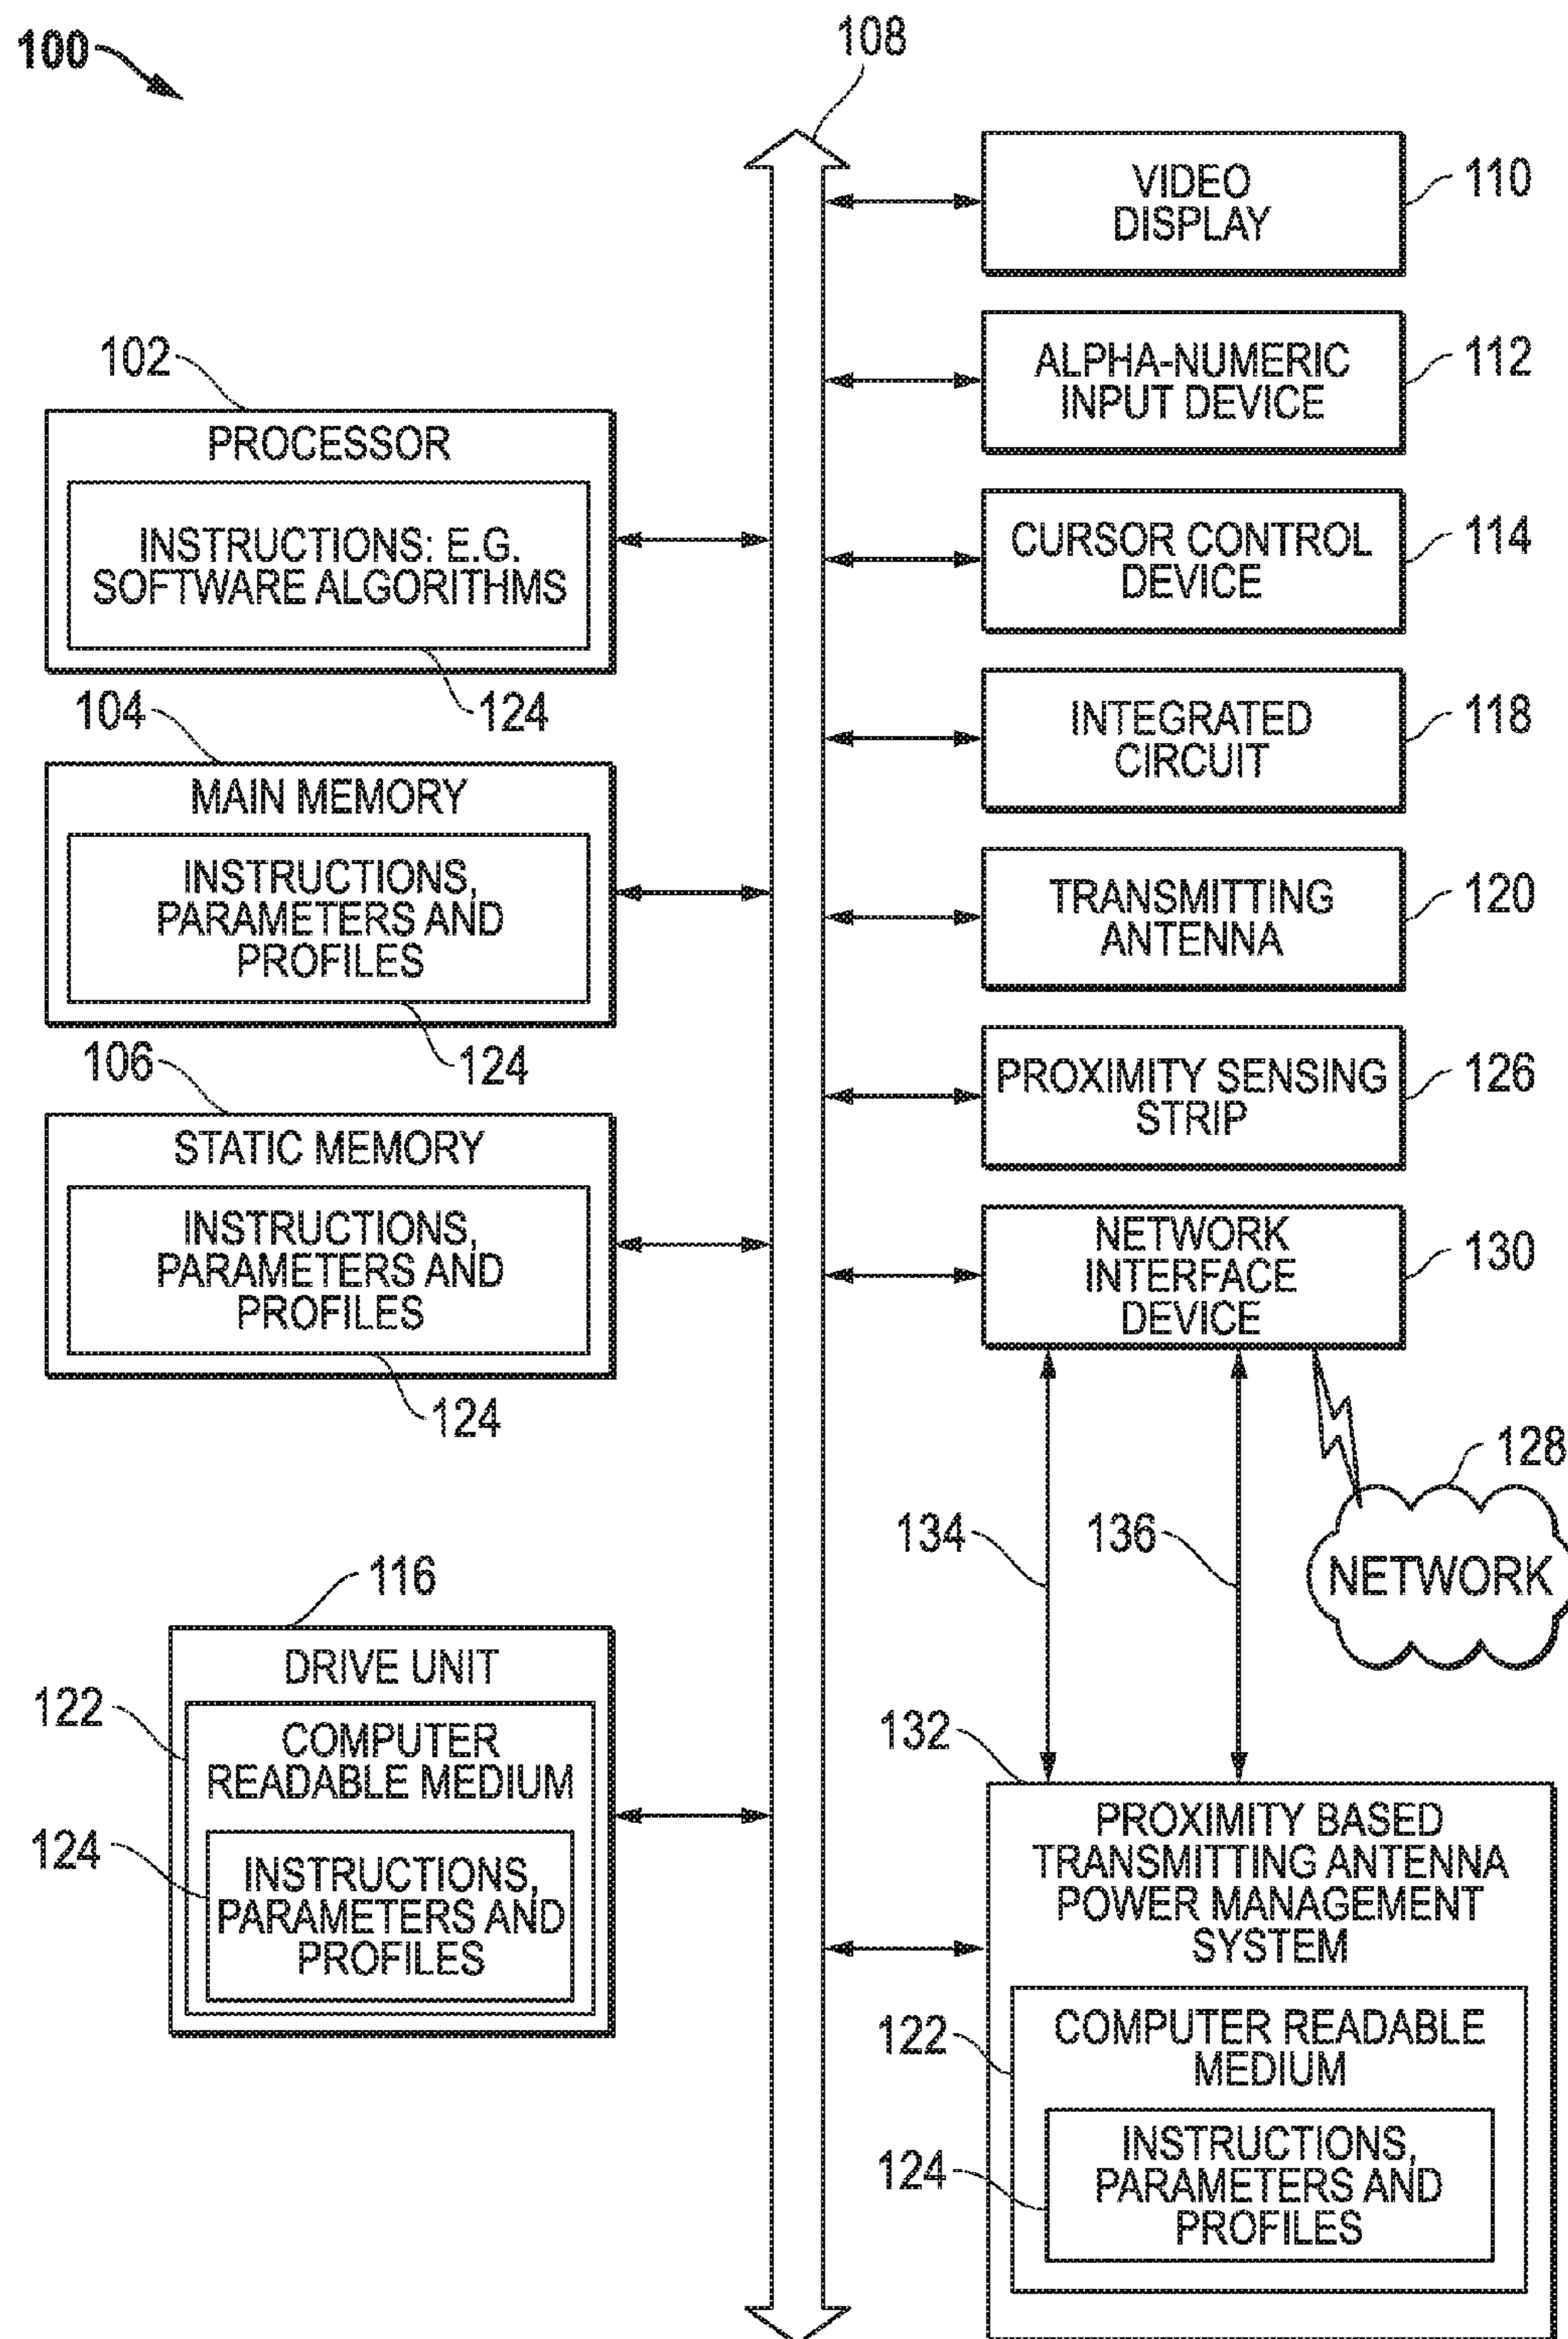 100
108
VIDEO
DISPLAY
110
ALPHA-NUMERIC
INPUT DEVICE
112
102
PROCESSOR
INSTRUCTIONS: E.G.
SOFTWARE ALGORITHMS
124
CURSOR CONTROL
DEVICE
114
104
MAIN MEMORY
INSTRUCTIONS,
PARAMETERS AND
PROFILES
124
INTEGRATED
CIRCUIT
118
TRANSMITTING
ANTENNA
120
106
STATIC MEMORY
INSTRUCTIONS,
PARAMETERS AND
PROFILES
124
PROXIMITY SENSING
STRIP
126
NETWORK
INTERFACE
DEVICE
130
134
136
128
NETWORK
116
DRIVE UNIT
122
COMPUTER
READABLE MEDIUM
124
INSTRUCTIONS,
PARAMETERS AND
PROFILES
132
PROXIMITY BASED
TRANSMITTING ANTENNA
POWER MANAGEMENT
SYSTEM
122
COMPUTER READABLE
MEDIUM
124
INSTRUCTIONS,
PARAMETERS AND
PROFILES